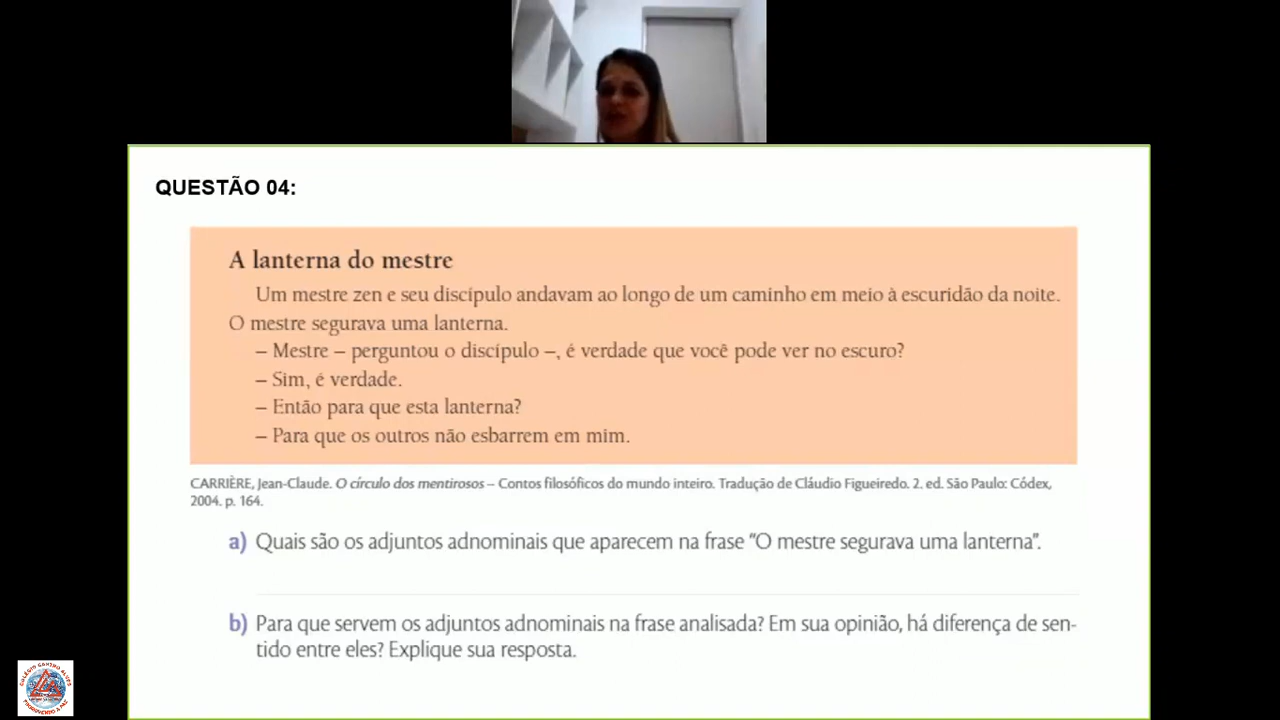 QUESTÃO 04:
A lanterna do mestre
Um mestre zen e seu discípulo andavam ao longo de um caminho em meio à escuridão da noite.
O mestre segurava uma lanterna.
– Mestre – perguntou o discípulo –, é verdade que você pode ver no escuro?
– Sim, é verdade.
– Então para que esta lanterna?
– Para que os outros não esbarrem em mim.
CARRIÈRE, Jean-Claude. O círculo dos mentirosos – Contos filosóficos do mundo inteiro. Tradução de Cláudio Figueiredo. 2. ed. São Paulo: Códex,
2004. p. 164.
a) Quais são os adjuntos adnominais que aparecem na frase “O mestre segurava uma lanterna”.
b) Para que servem os adjuntos adnominais na frase analisada? Em sua opinião, há diferença de sen-
tido entre eles? Explique sua resposta.
COLÉGIO CASTRO ALVES